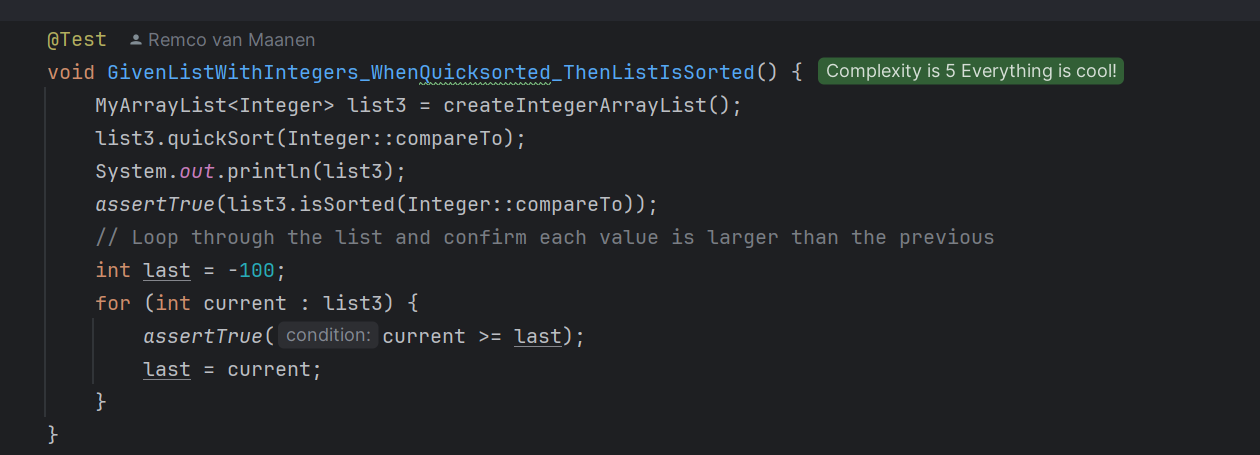 @Test Remco van Maanen
void GivenListWithIntegers_WhenQuicksorted_ThenListIsSorted() { Complexity is 5 Everything is cool!
MyArrayList<Integer> list3 = createIntegerArrayList();
list3.quickSort(Integer::compareTo);
System.out.println(list3);
assertTrue(list3.isSorted(Integer::compareTo));
// Loop through the list and confirm each value is larger than the previous
int last = -100;
for (int current : list3) {
assertTrue( condition: current >= last);
last = current;
}
}